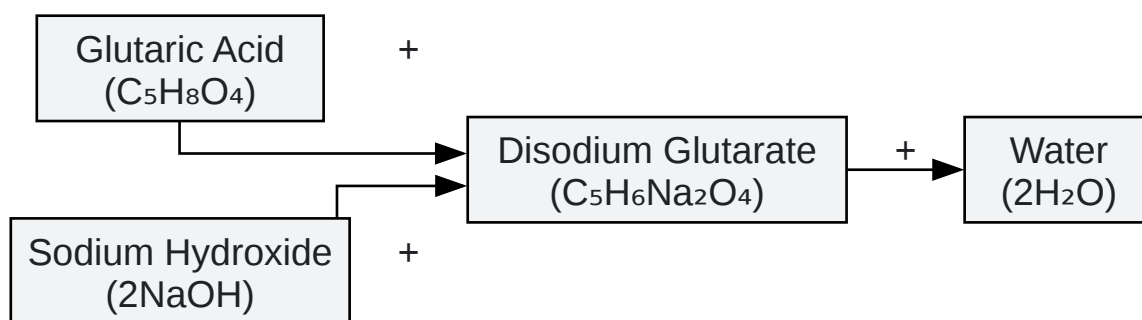 Glutaric Acid
(C₅H₈O₄)
+
Sodium Hydroxide
(2NaOH)
+
Disodium Glutarate
(C₅H₆Na₂O₄)
+
Water
(2H₂O)